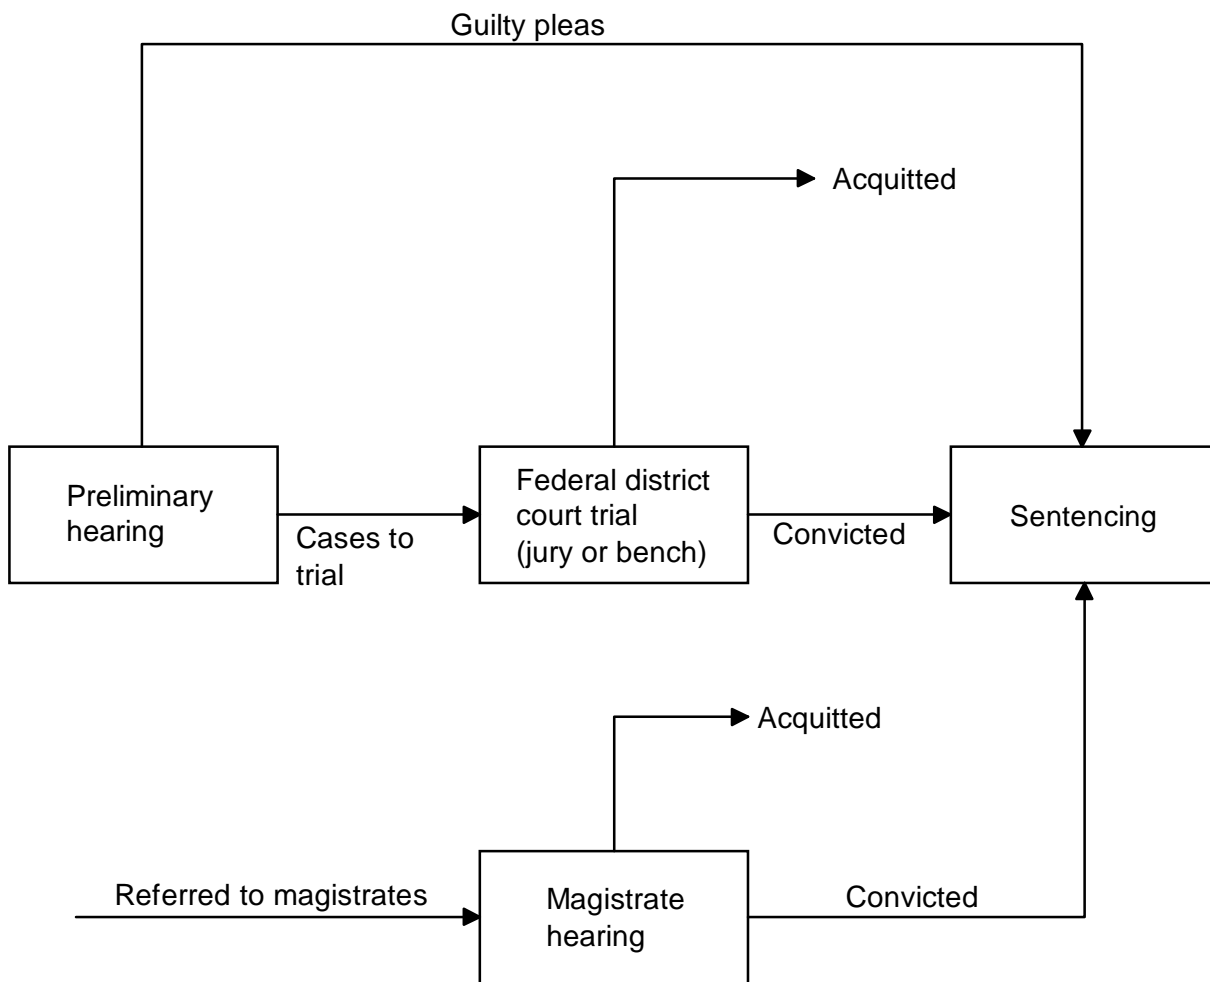 Guilty pleas
Acquitted
Preliminary
hearing
Cases to
trial
Federal district
court trial
(jury or bench)
Convicted
Sentencing
Acquitted
Referred to magistrates
Magistrate
hearing
Convicted